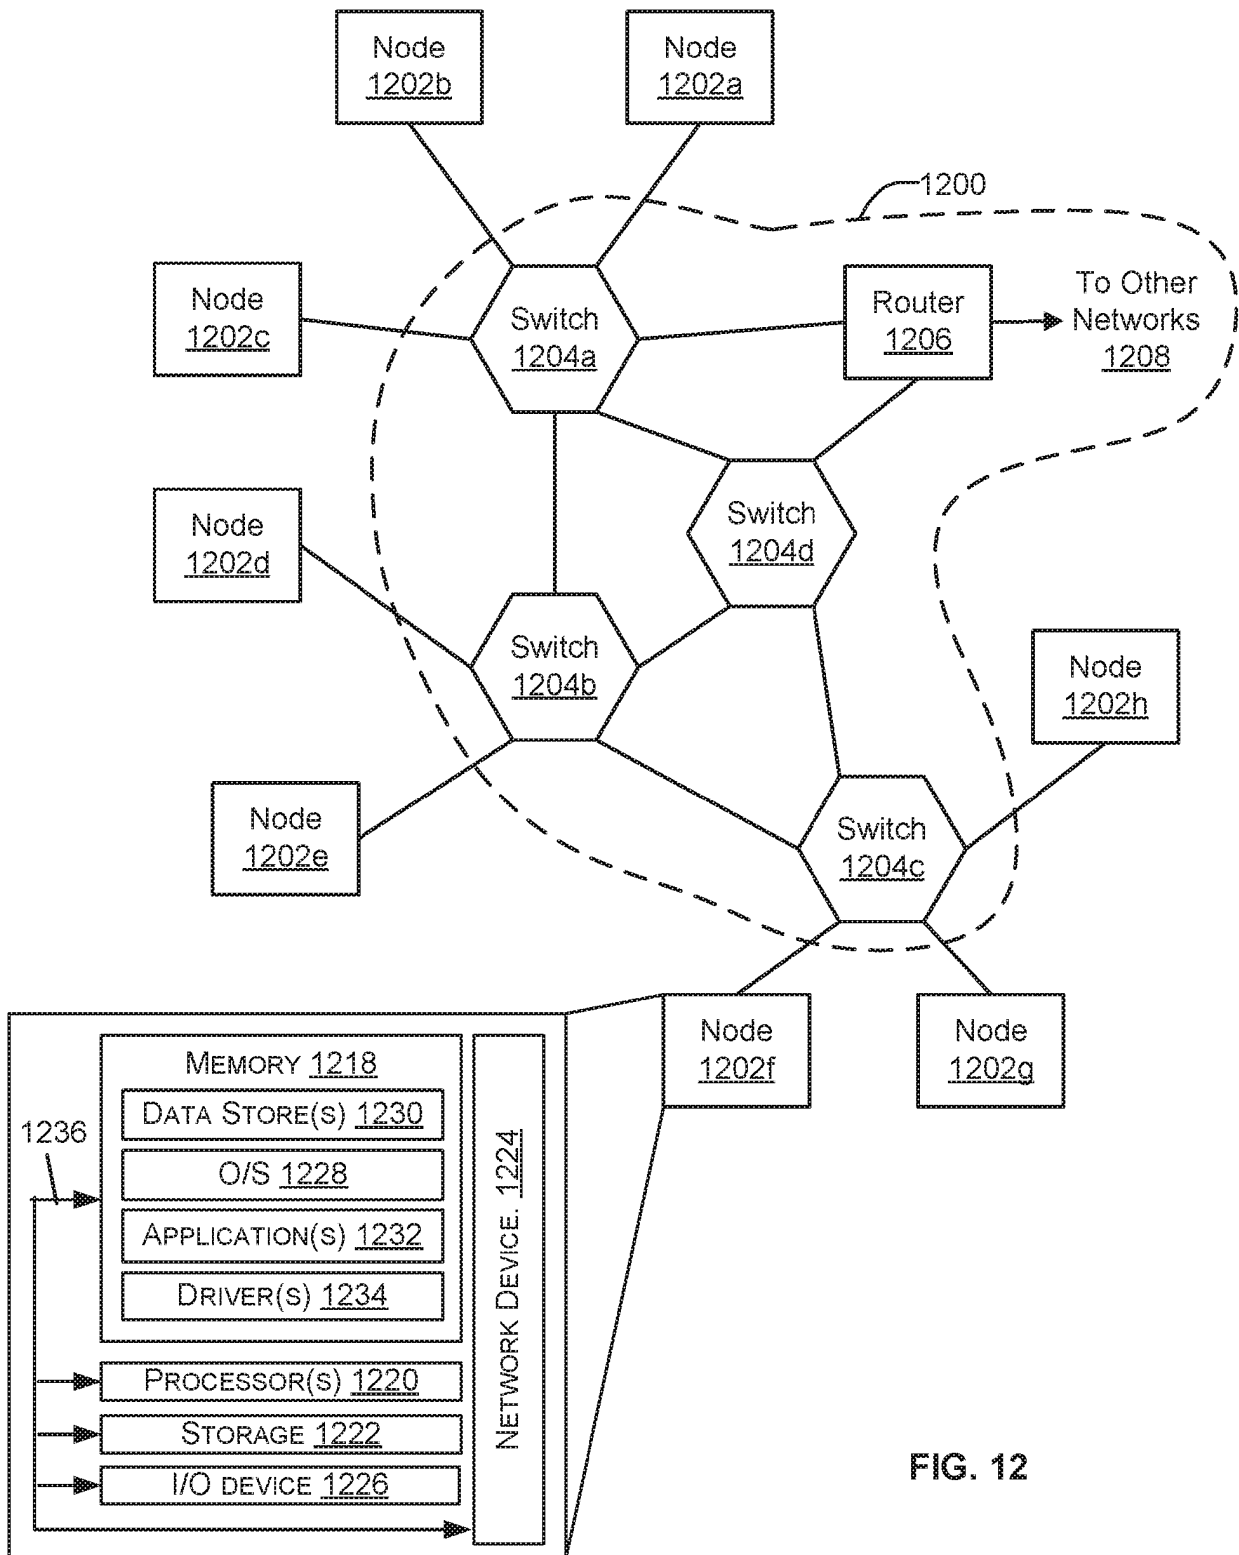 Node
1202b
Node
1202a
1200
Node
1202c
Switch
1204a
Router
1206
To Other
Networks
1208
Node
1202d
Switch
1204d
Switch
1204b
Node
1202h
Node
1202e
Switch
1204c
Node
1202f
Node
1202g
MEMORY 1218
DATA STORE(S) 1230
1236
O/S 1228
APPLICATION(S) 1232
DRIVER(S) 1234
NETWORK DEVICE. 1224
PROCESSOR(S) 1220
STORAGE 1222
I/O DEVICE 1226
FIG. 12